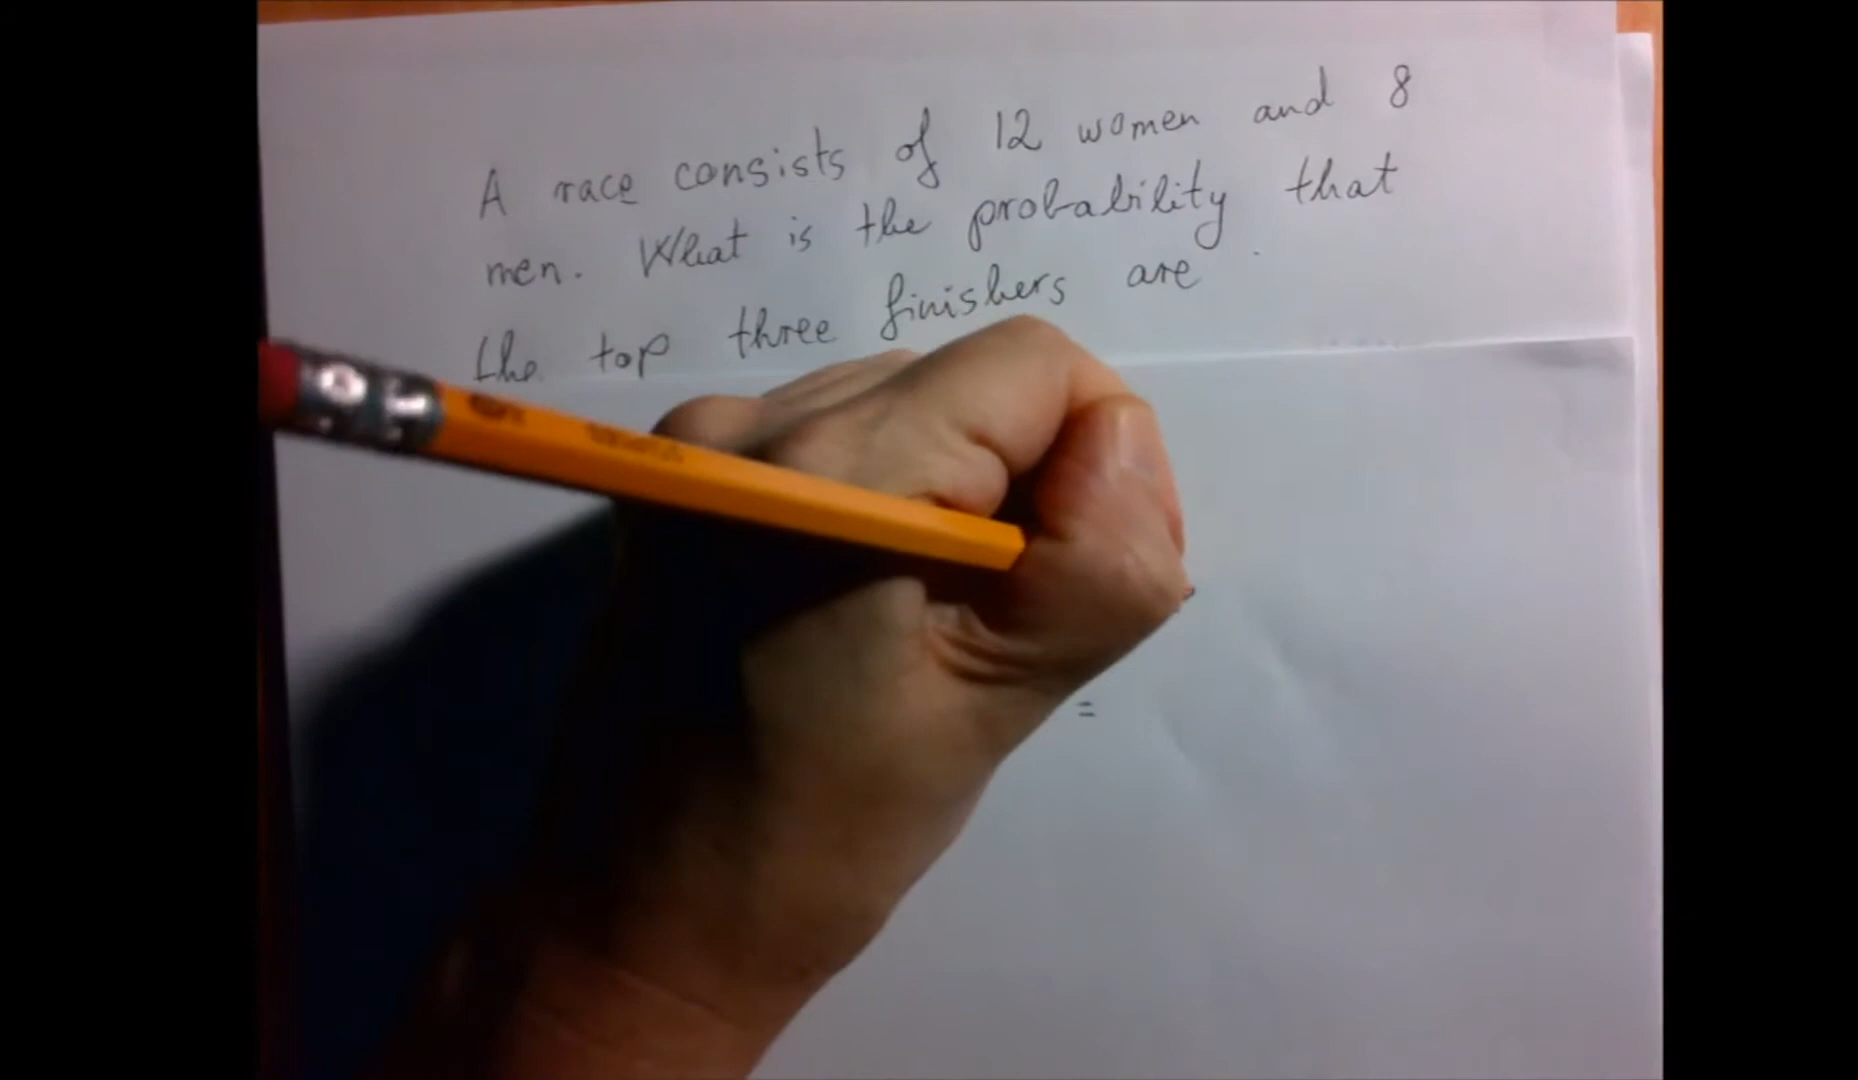 A race consists of 12 women and 8
men. What is the probability that
the top three finishers are
=